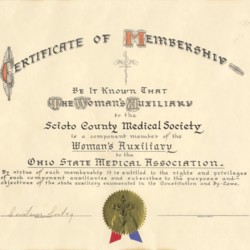 CERTIFICATE OF MEMBERSHIP
BE IT KNOWN THAT
THE WOMAN'S AUXILIARY
to the
Scioto County Medical Society
is a component member of the
Woman's Auxiliary
to the
OHIO STATE MEDICAL ASSOCIATION.
By virtue of such membership it is entitled to the rights and privileges
of such component auxiliaries and subscribes to the purposes and
objectives of the state auxiliary enumerated in the Constitution and By-Laws.